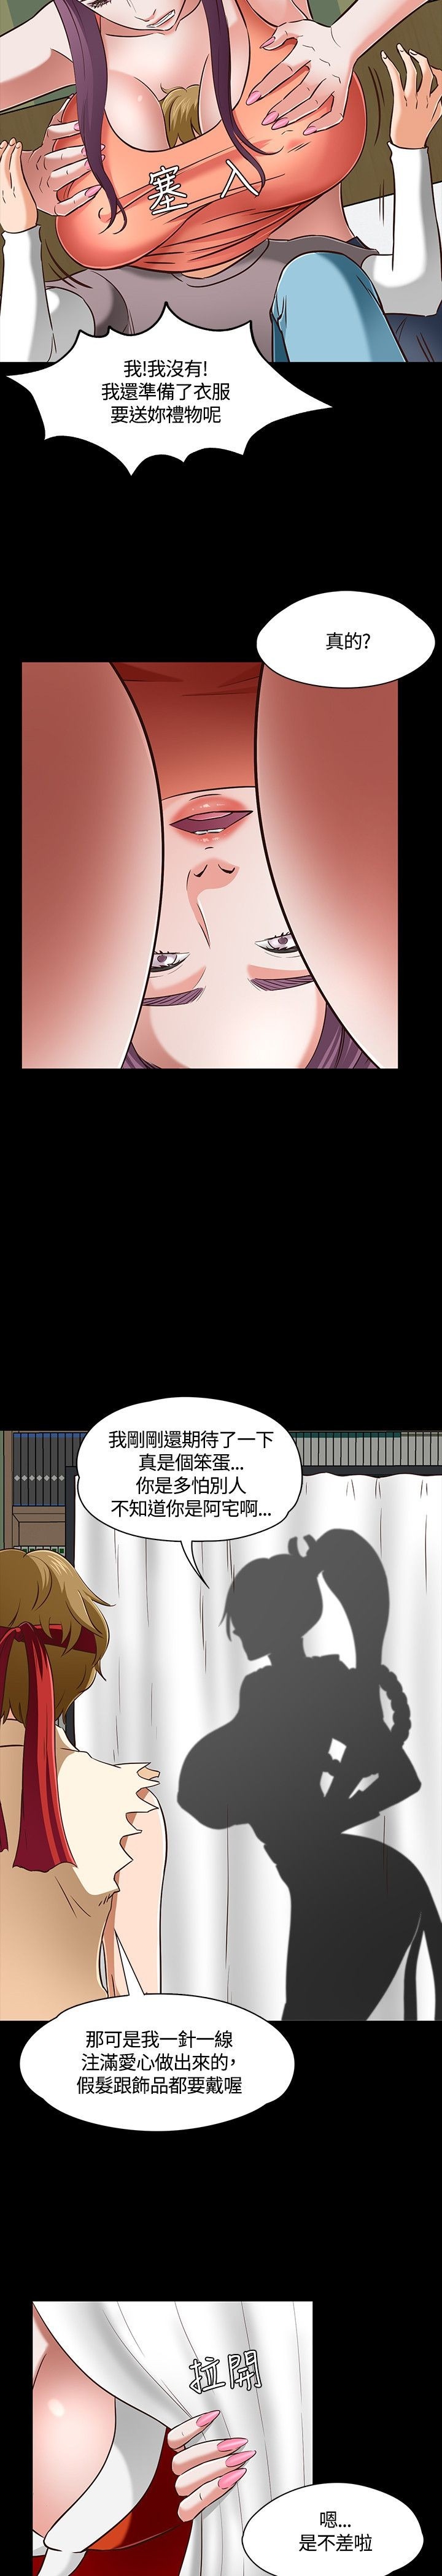 塞入
我!我沒有!
我還準備了衣服
要送妳禮物呢
真的?
我剛剛還期待了一下
真是個笨蛋...
你是多怕別人
不知道你是阿宅啊...
那可是我一針一線
注滿愛心做出來的,
假髮跟飾品都要戴喔
拉開
嗯...
是不差啦